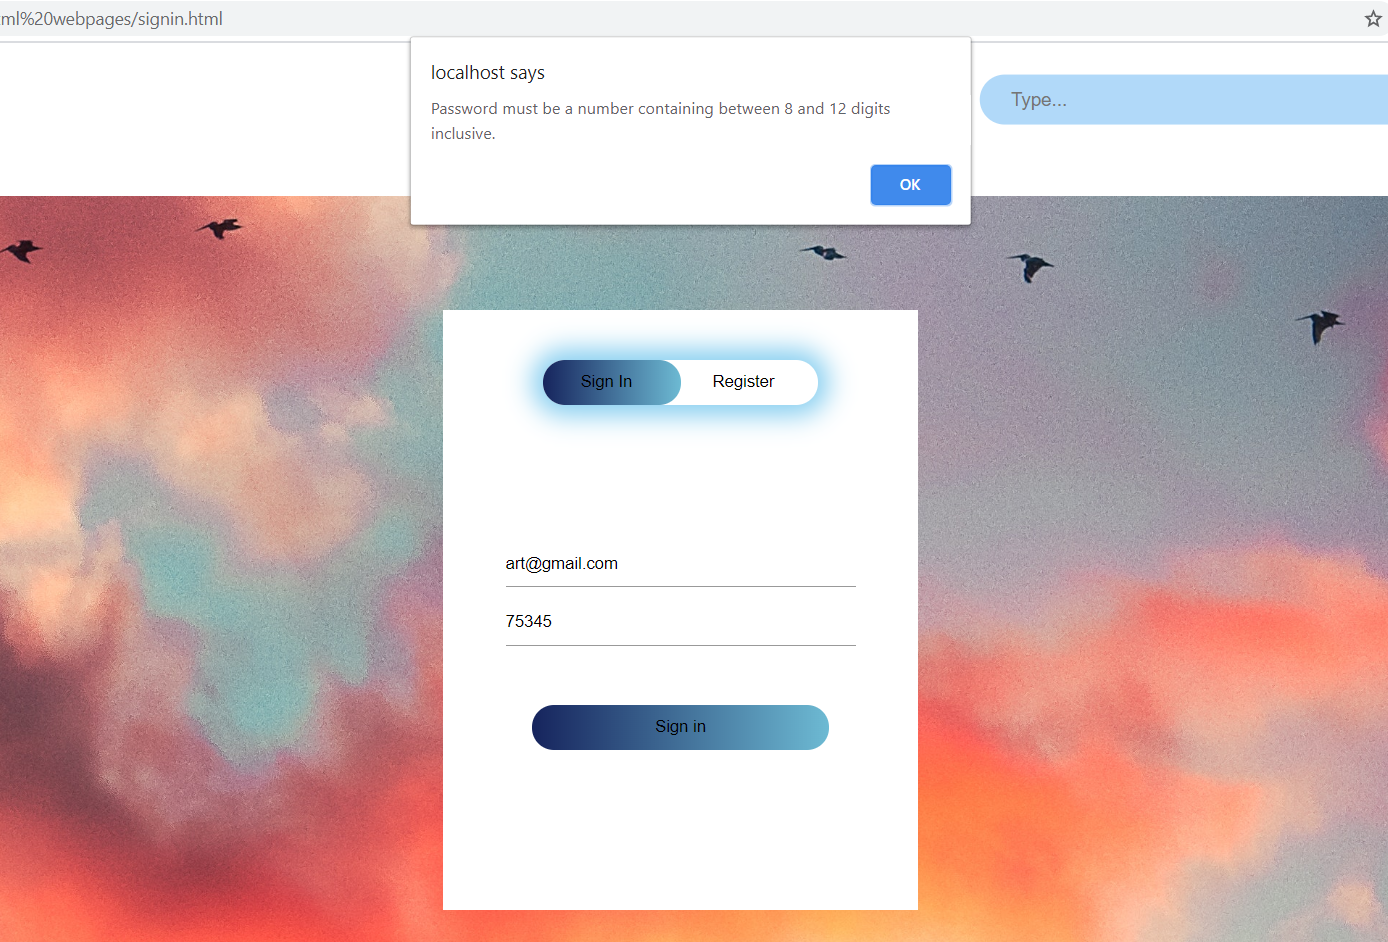 ml%20webpages/signin.html
localhost says
Password must be a number containing between 8 and 12 digits
inclusive.
OK
Type...
Sign In
Register
art@gmail.com
75345
Sign in